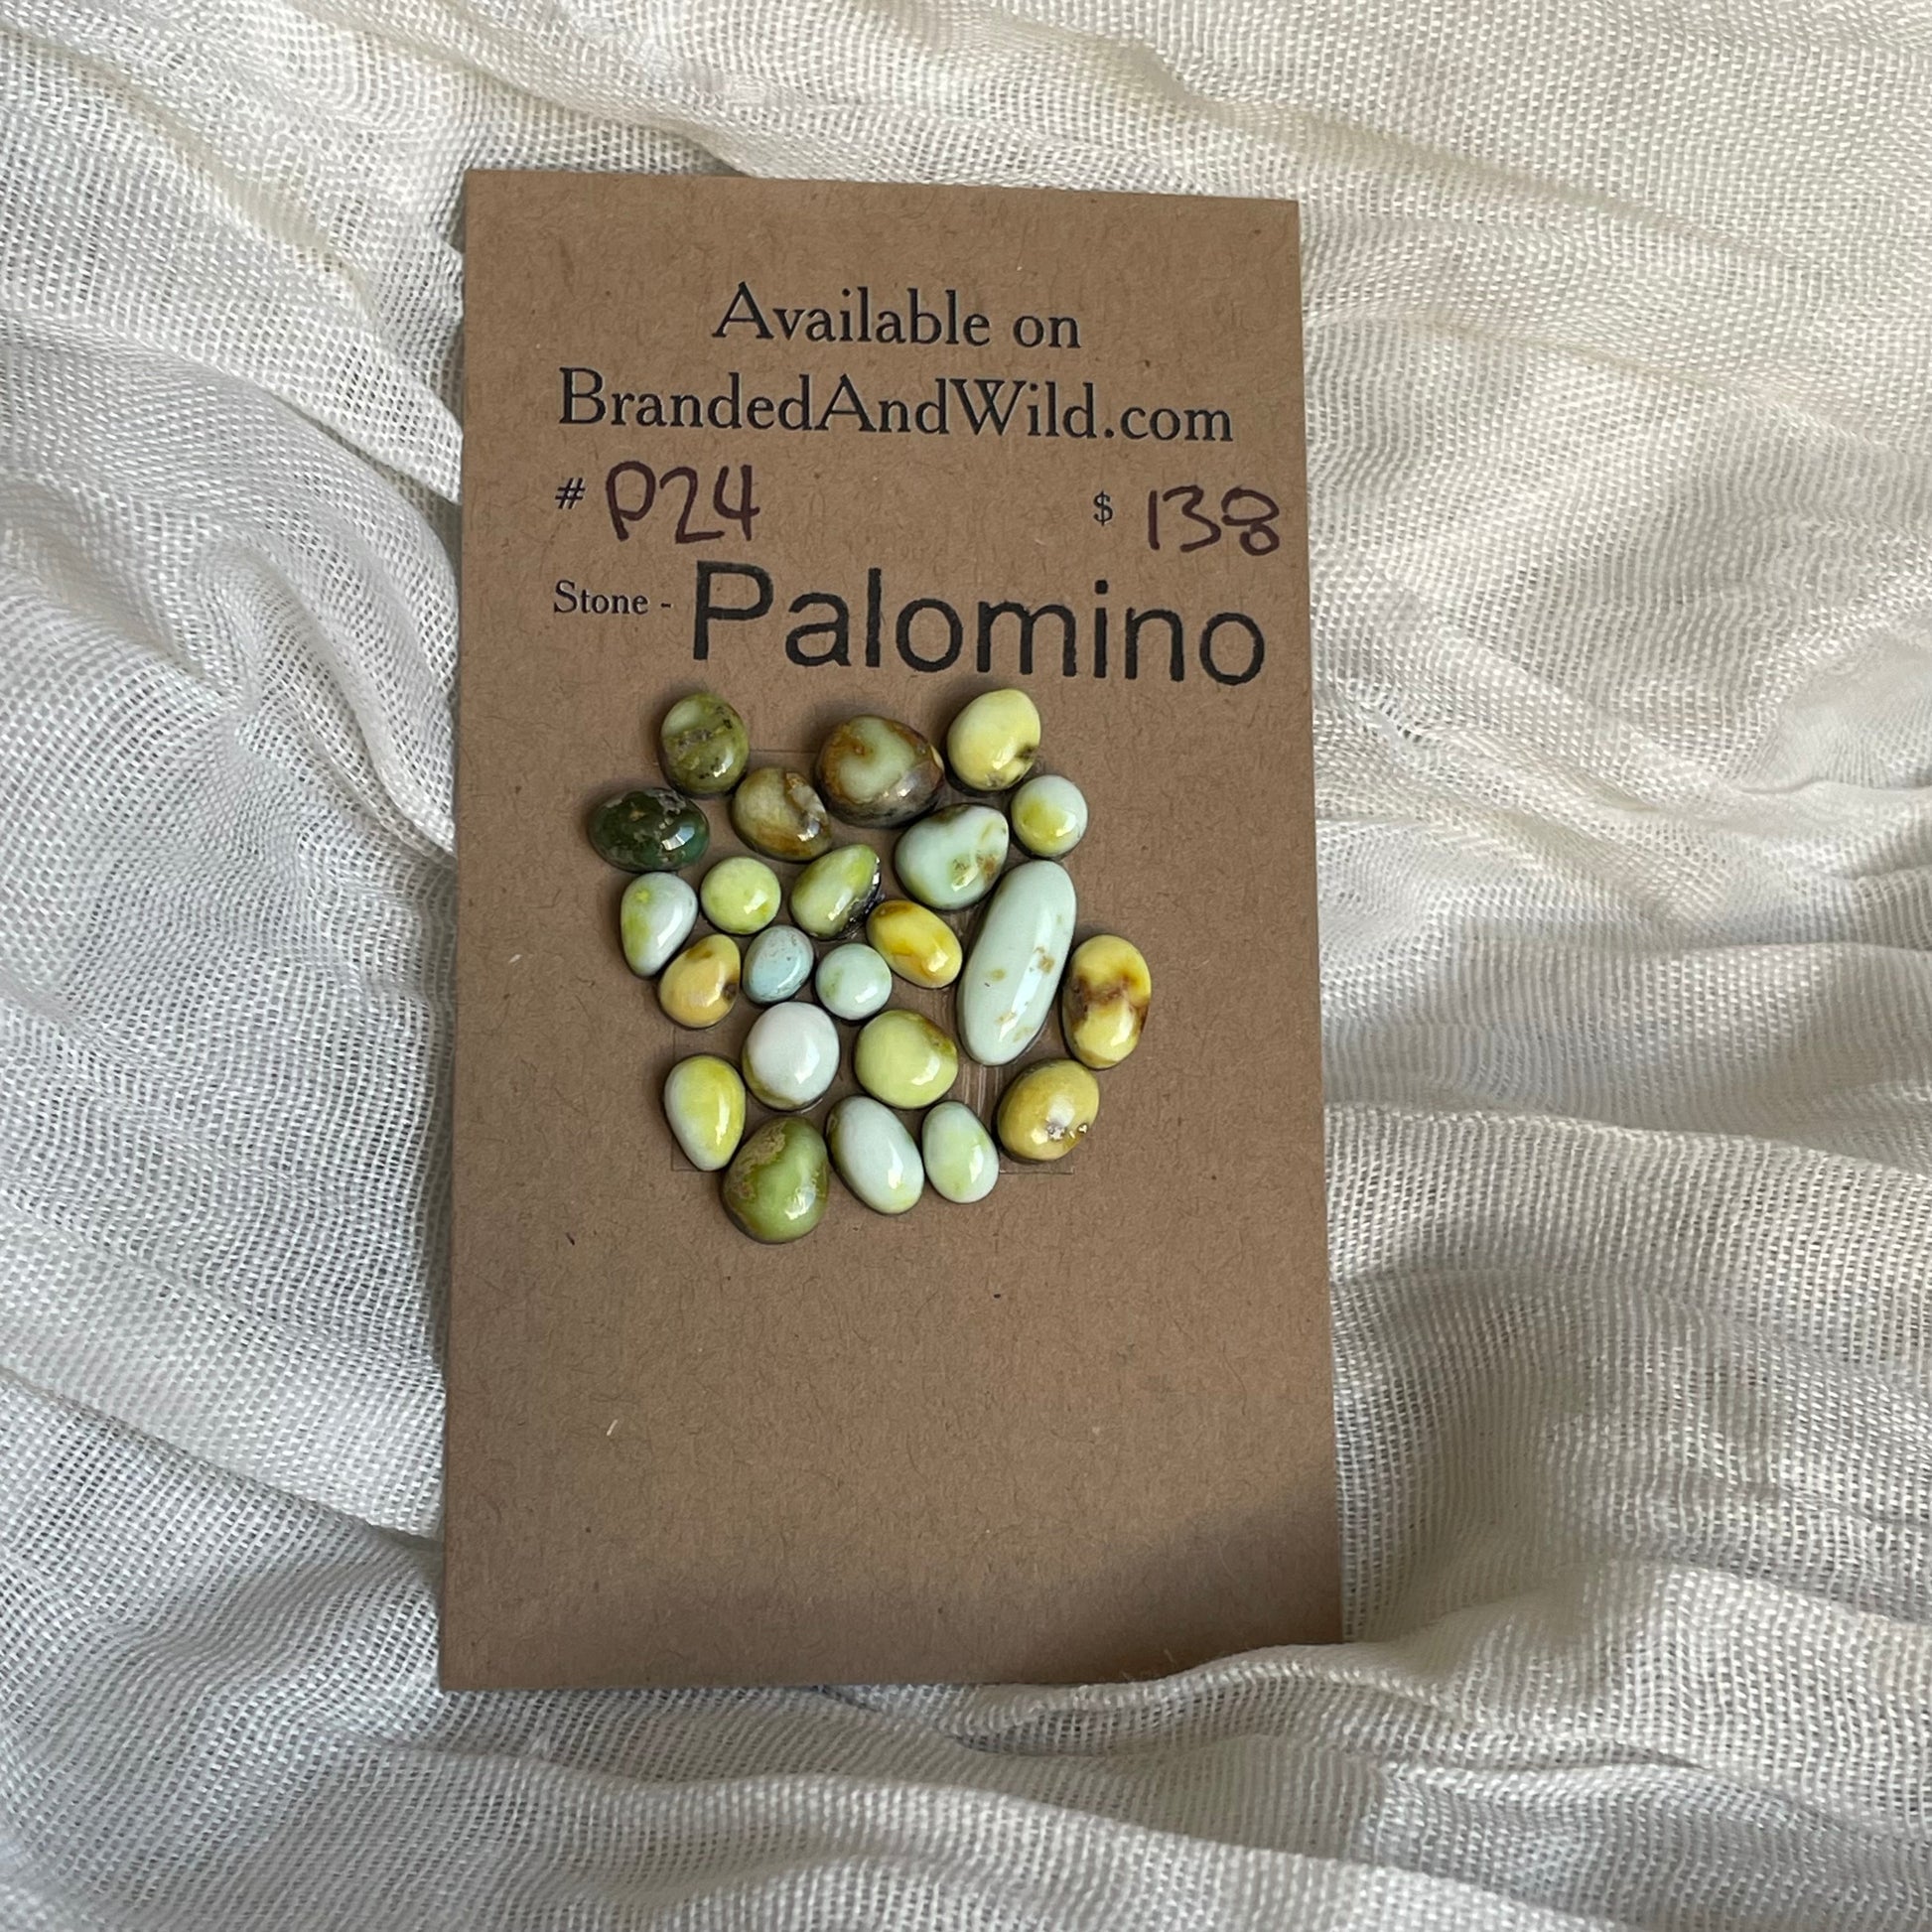 Available on
BrandedAndWild.com
# P24 $ 138
Stone - Palomino